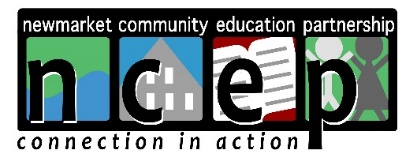 newmarket community education partnership
ncep
connection in action